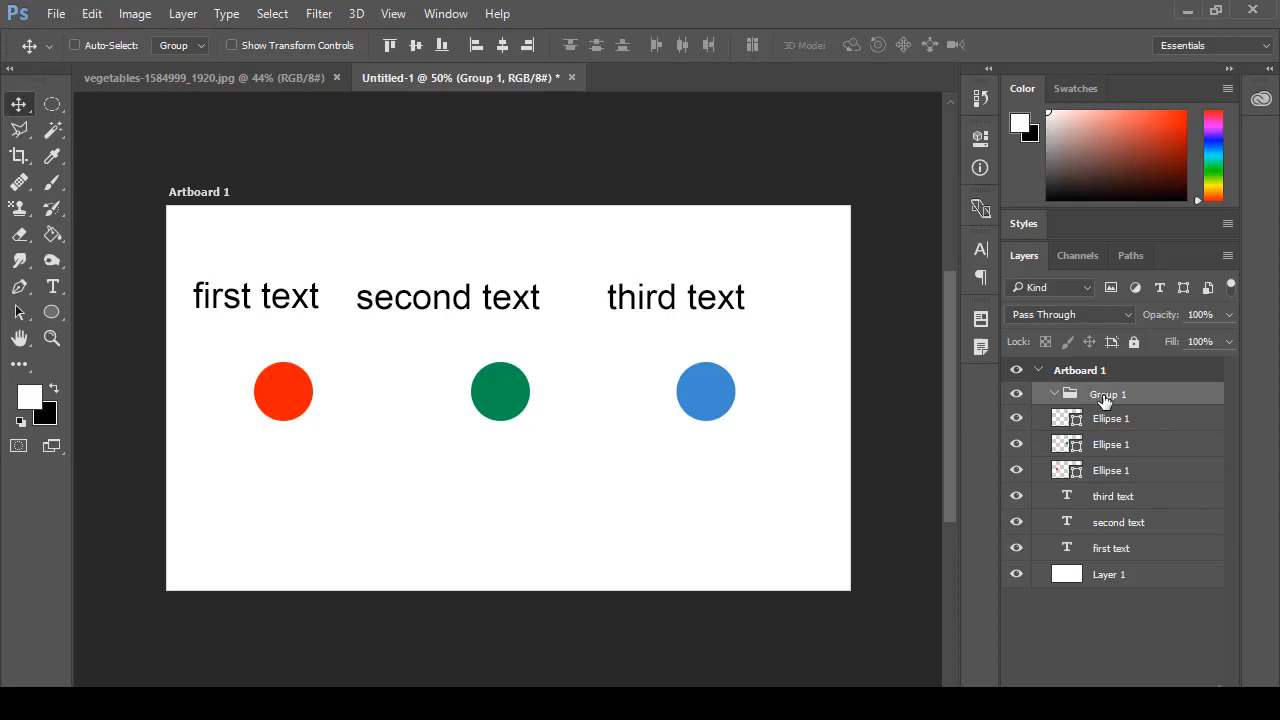 Ps File Edit Image Layer Type Select Filter 3D View Window Help
Auto-Select: Group Show Transform Controls 3D Mode: Essentials
vegetables-1584999_1920.jpg @ 44% (RGB/8#) × Untitled-1 @ 50% (Group 1, RGB/8#) * ×
Color Swatches
Artboard 1
Styles
Layers Channels Paths
first text second text third text
Kind
Pass Through Opacity: 100%
Lock: Fill: 100%
Artboard 1
Group 1
Ellipse 1
Ellipse 1
Ellipse 1
T third text
T second text
T first text
Layer 1